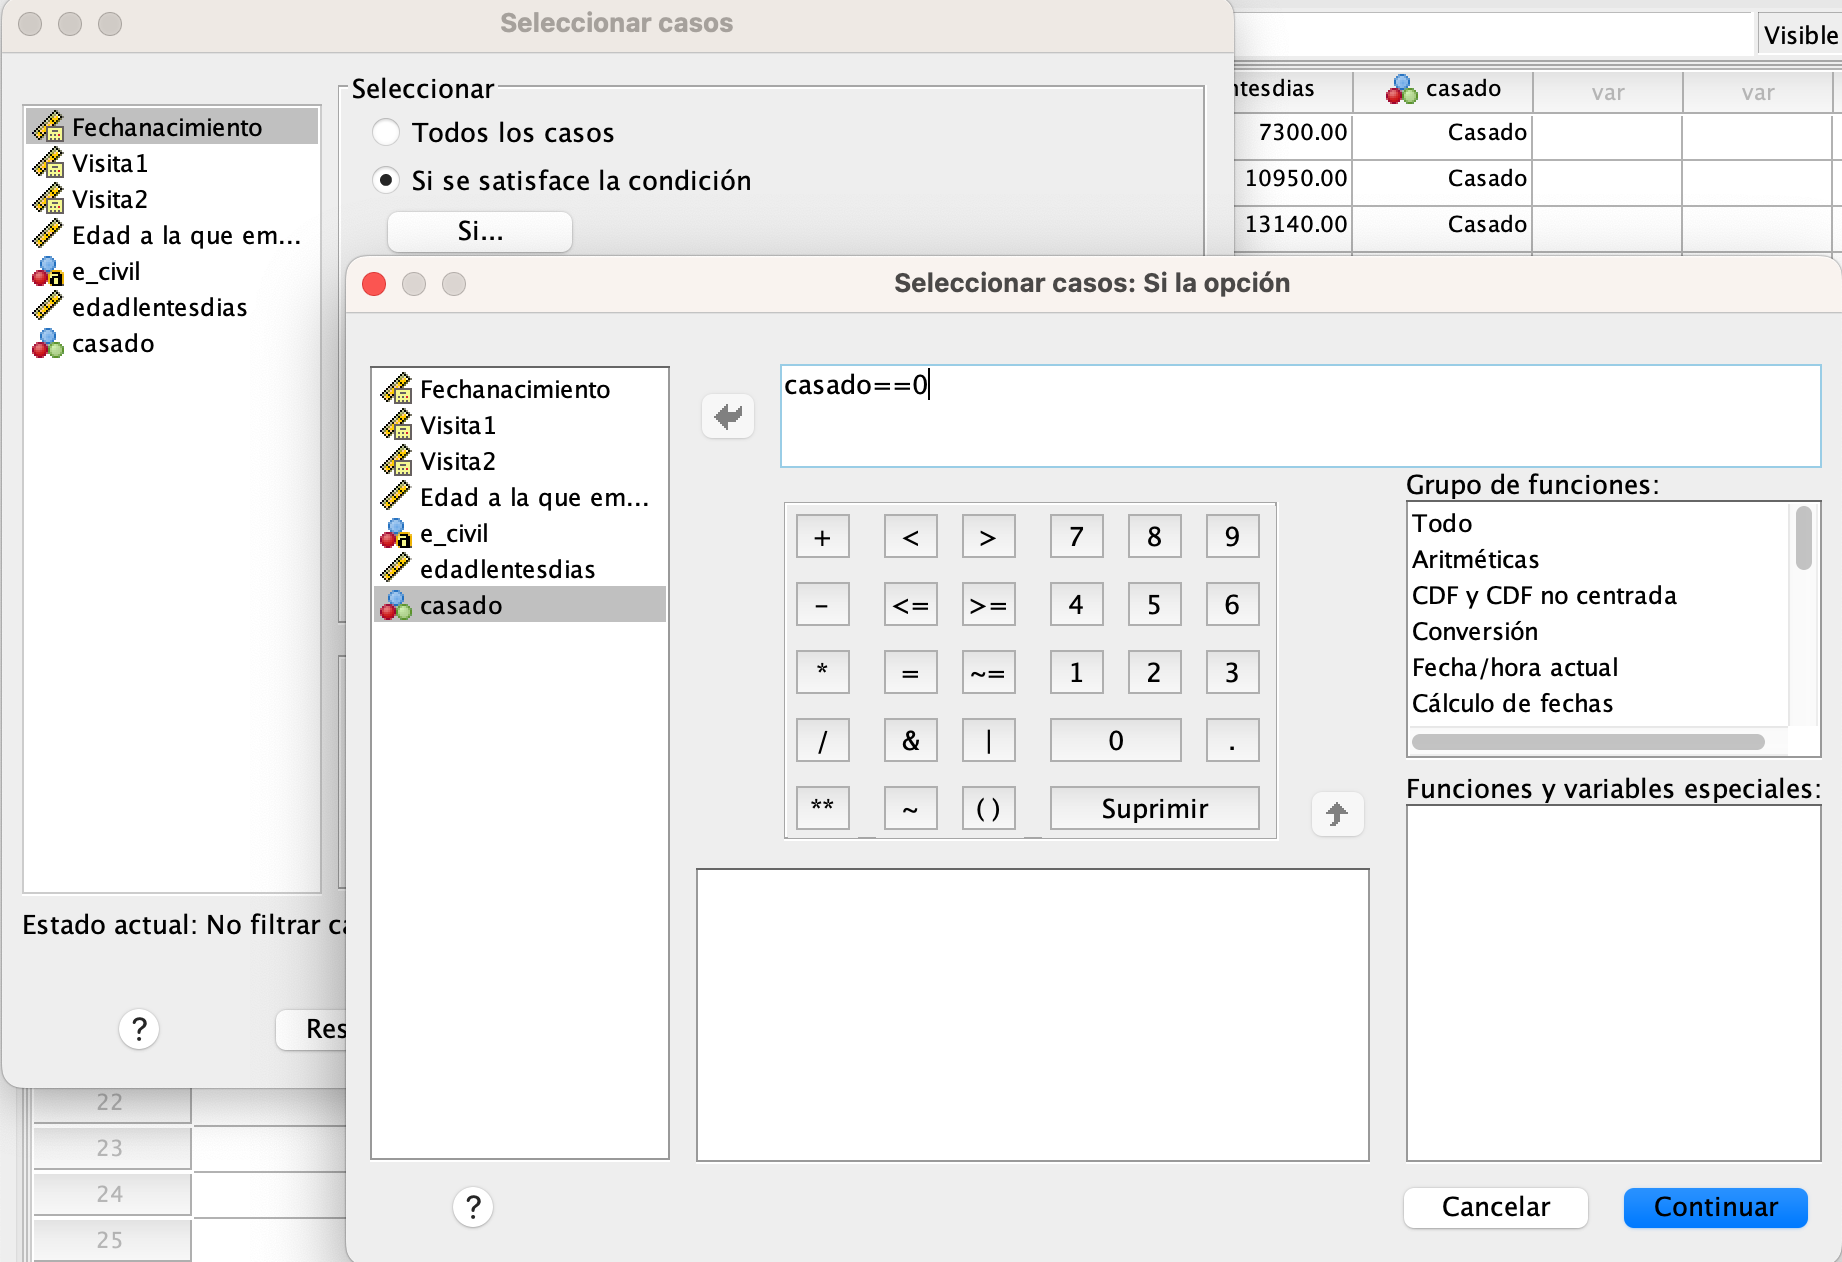 Seleccionar casos
Visible
Fechanacimiento
Visita1
Visita2
Edad a la que em...
e_civil
edadlentesdias
casado
Seleccionar
Todos los casos
Si se satisface la condición
Si...
ntesdias
casado
var
var
7300.00
Casado
10950.00
Casado
13140.00
Casado
Estado actual: No filtrar ca
?
Res
22
23
24
25
Seleccionar casos: Si la opción
Fechanacimiento
Visita1
Visita2
Edad a la que em...
e_civil
edadlentesdias
casado
casado==0
+ < > 7 8 9
- <= >= 4 5 6
* = ~= 1 2 3
/ & | 0 .
** ~ () Suprimir
Grupo de funciones:
Todo
Aritméticas
CDF y CDF no centrada
Conversión
Fecha/hora actual
Cálculo de fechas
Funciones y variables especiales:
?
Cancelar
Continuar